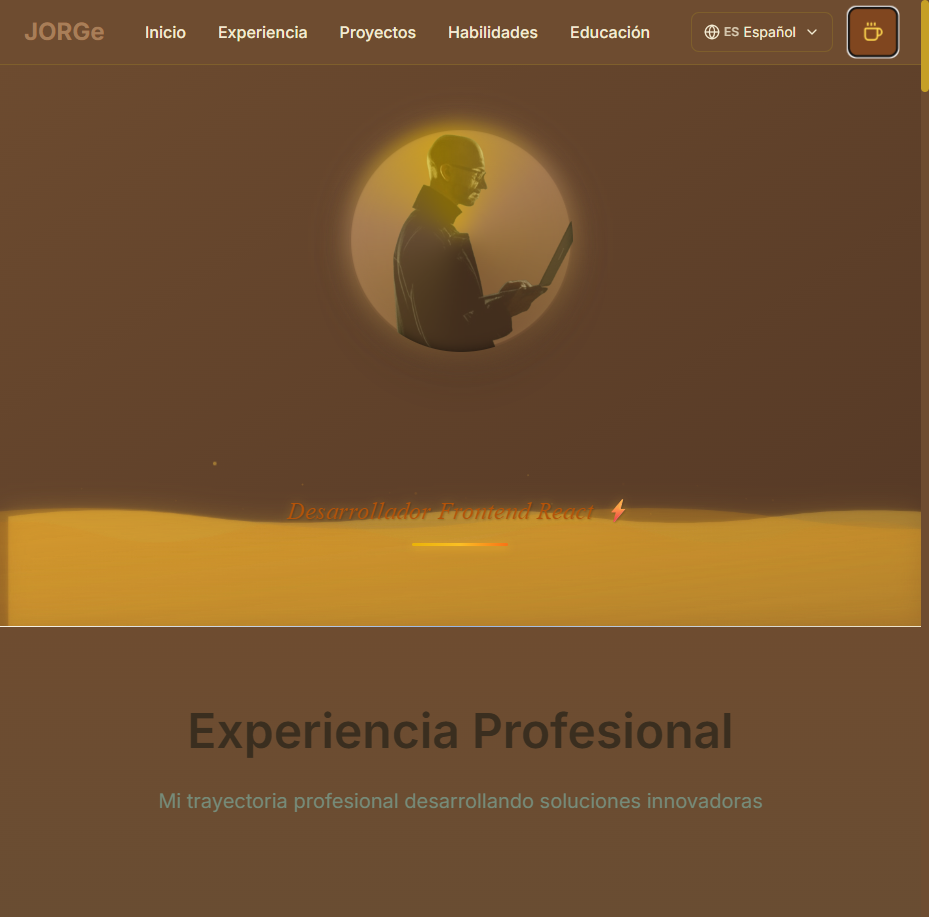 JORGe
Inicio
Experiencia
Proyectos
Habilidades
Educación
ES Español
Desarrollador Frontend React ⚡
Experiencia Profesional
Mi trayectoria profesional desarrollando soluciones innovadoras